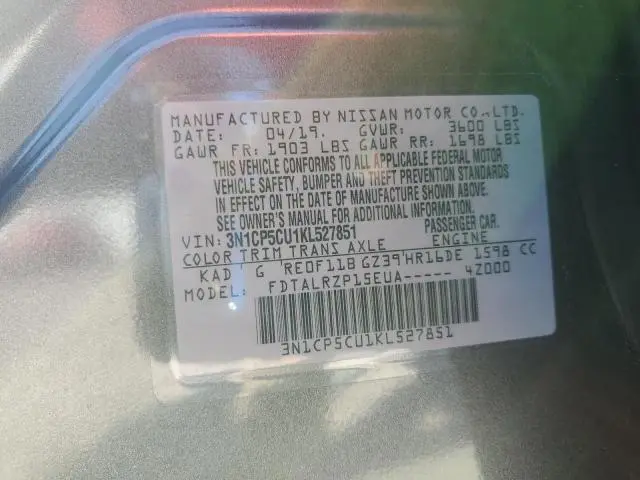 MANUFACTURED BY NISSAN MOTOR CO.,LTD.
DATE: 04/19. GVWR: 3600 LBS
GAWR FR: 1903 LBS GAWR RR: 1698 LBS
THIS VEHICLE CONFORMS TO ALL APPLICABLE FEDERAL MOTOR
VEHICLE SAFETY, BUMPER AND THEFT PREVENTION STANDARDS
IN EFFECT ON THE DATE OF MANUFACTURE SHOWN ABOVE.
SEE OWNER'S MANUAL FOR ADDITIONAL INFORMATION.
VIN: 3N1CP5CU1KL527851 PASSENGER CAR.
COLOR TRIM TRANS AXLE ENGINE
KAD G RE0F11B GZ39 HR16DE 1598 CC
MODEL: FDTALRZP15EUA----- 4Z000
3N1CP5CU1KL527851